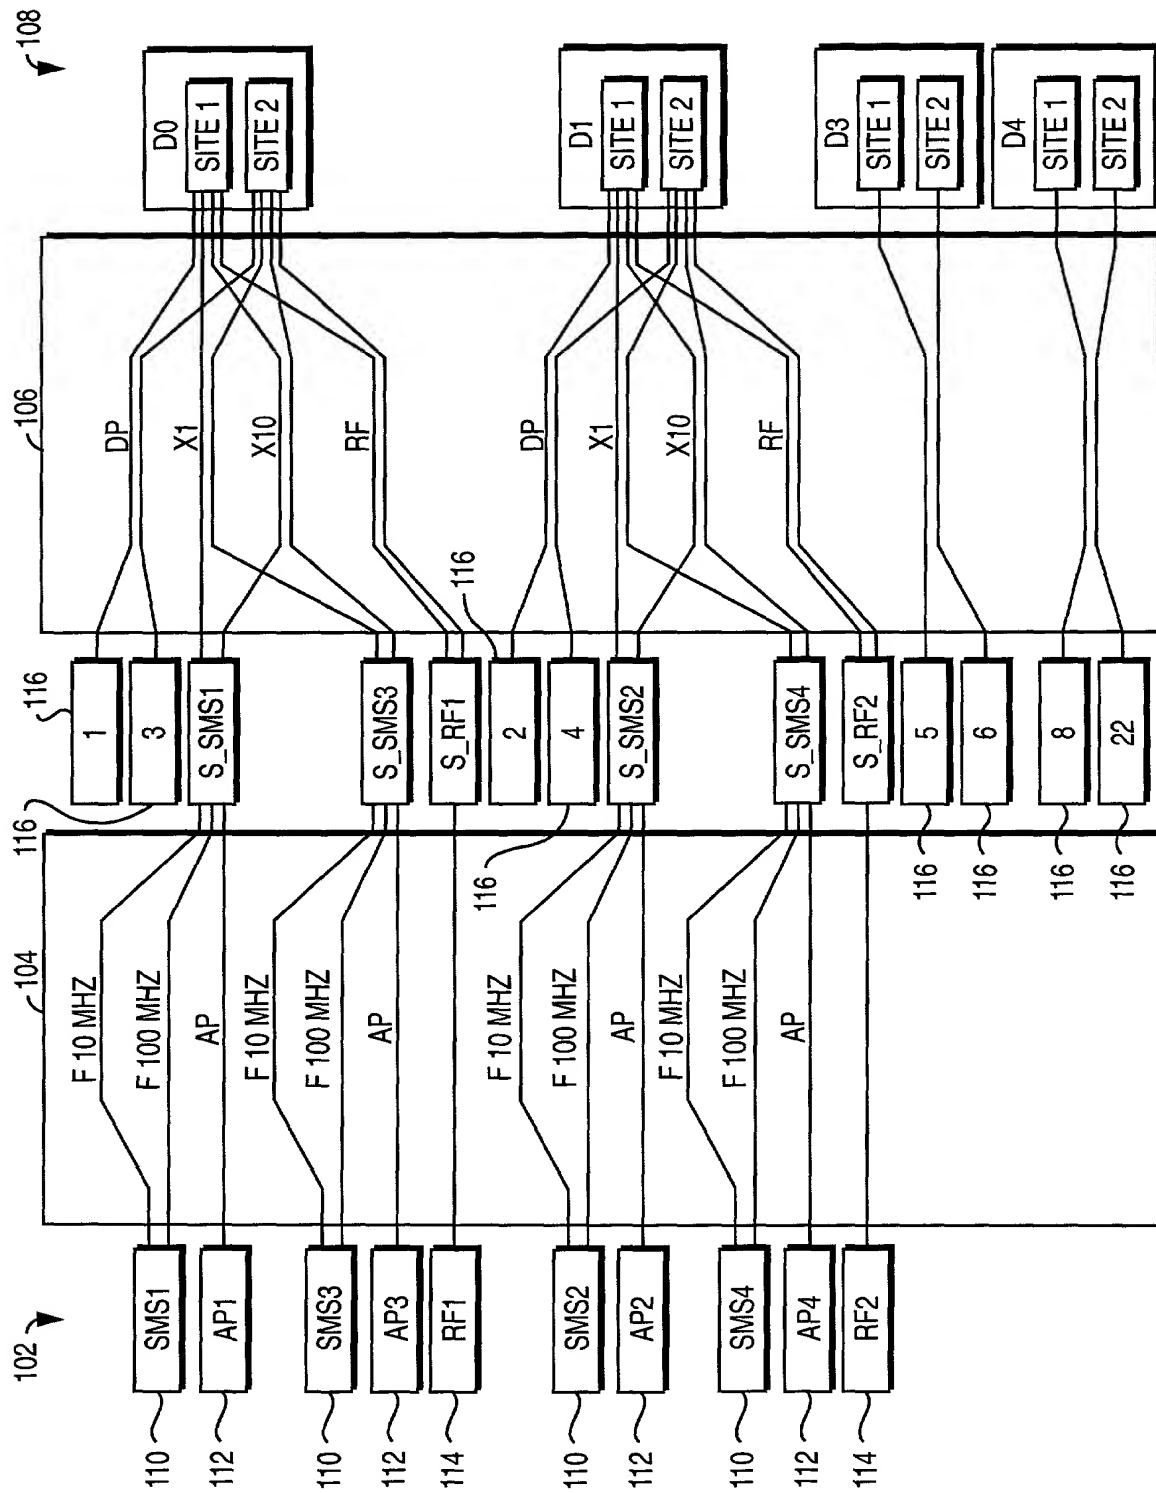 102
104
106
108
110
SMS1
F 10 MHZ
F 100 MHZ
112
AP1
AP
110
SMS3
F 10 MHZ
F 100 MHZ
112
AP3
AP
114
RF1
110
SMS2
F 10 MHZ
F 100 MHZ
112
AP2
AP
110
SMS4
F 10 MHZ
F 100 MHZ
112
AP4
AP
114
RF2
116
1
116
3
S_SMS1
S_SMS3
S_RF1
116
2
116
4
S_SMS2
S_SMS4
S_RF2
116
5
116
6
116
8
116
22
DP
X1
X10
RF
DP
X1
X10
RF
D0
SITE 1
SITE 2
D1
SITE 1
SITE 2
D3
SITE 1
SITE 2
D4
SITE 1
SITE 2